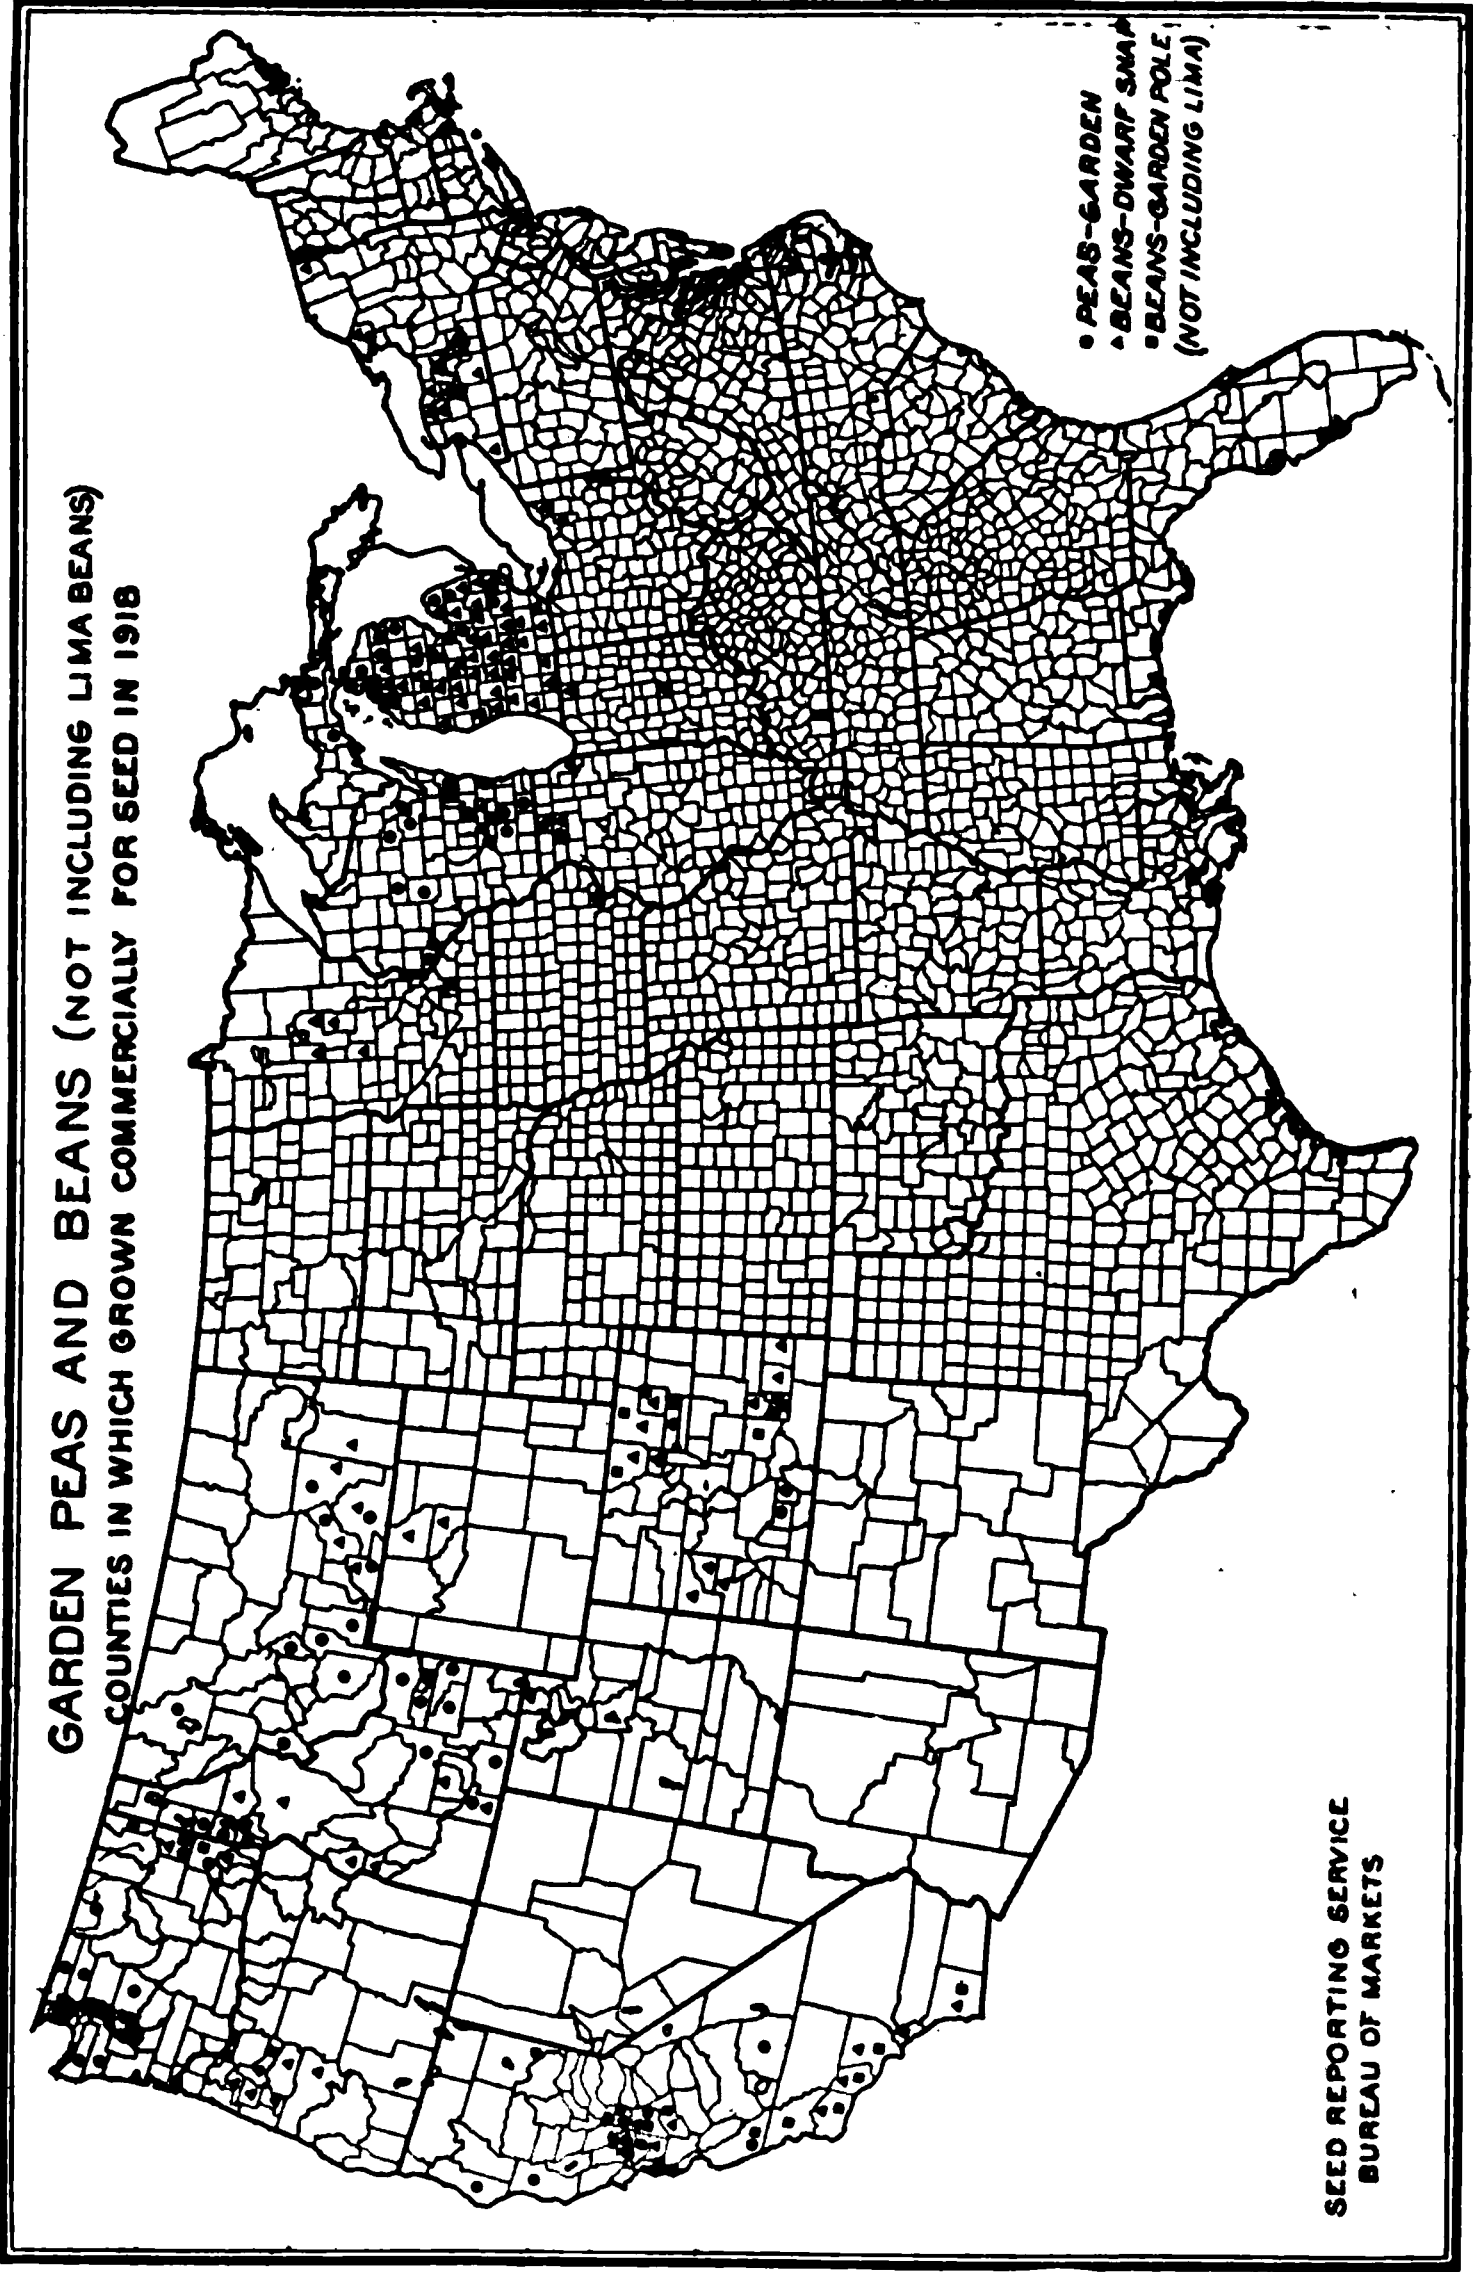 GARDEN PEAS AND BEANS (NOT INCLUDING LIMA BEANS)
COUNTIES IN WHICH GROWN COMMERCIALLY FOR SEED IN 1918
• PEAS-GARDEN
▲ BEANS-DWARF SNAP
■ BEANS-GARDEN POLE
(NOT INCLUDING LIMA)
SEED REPORTING SERVICE
BUREAU OF MARKETS